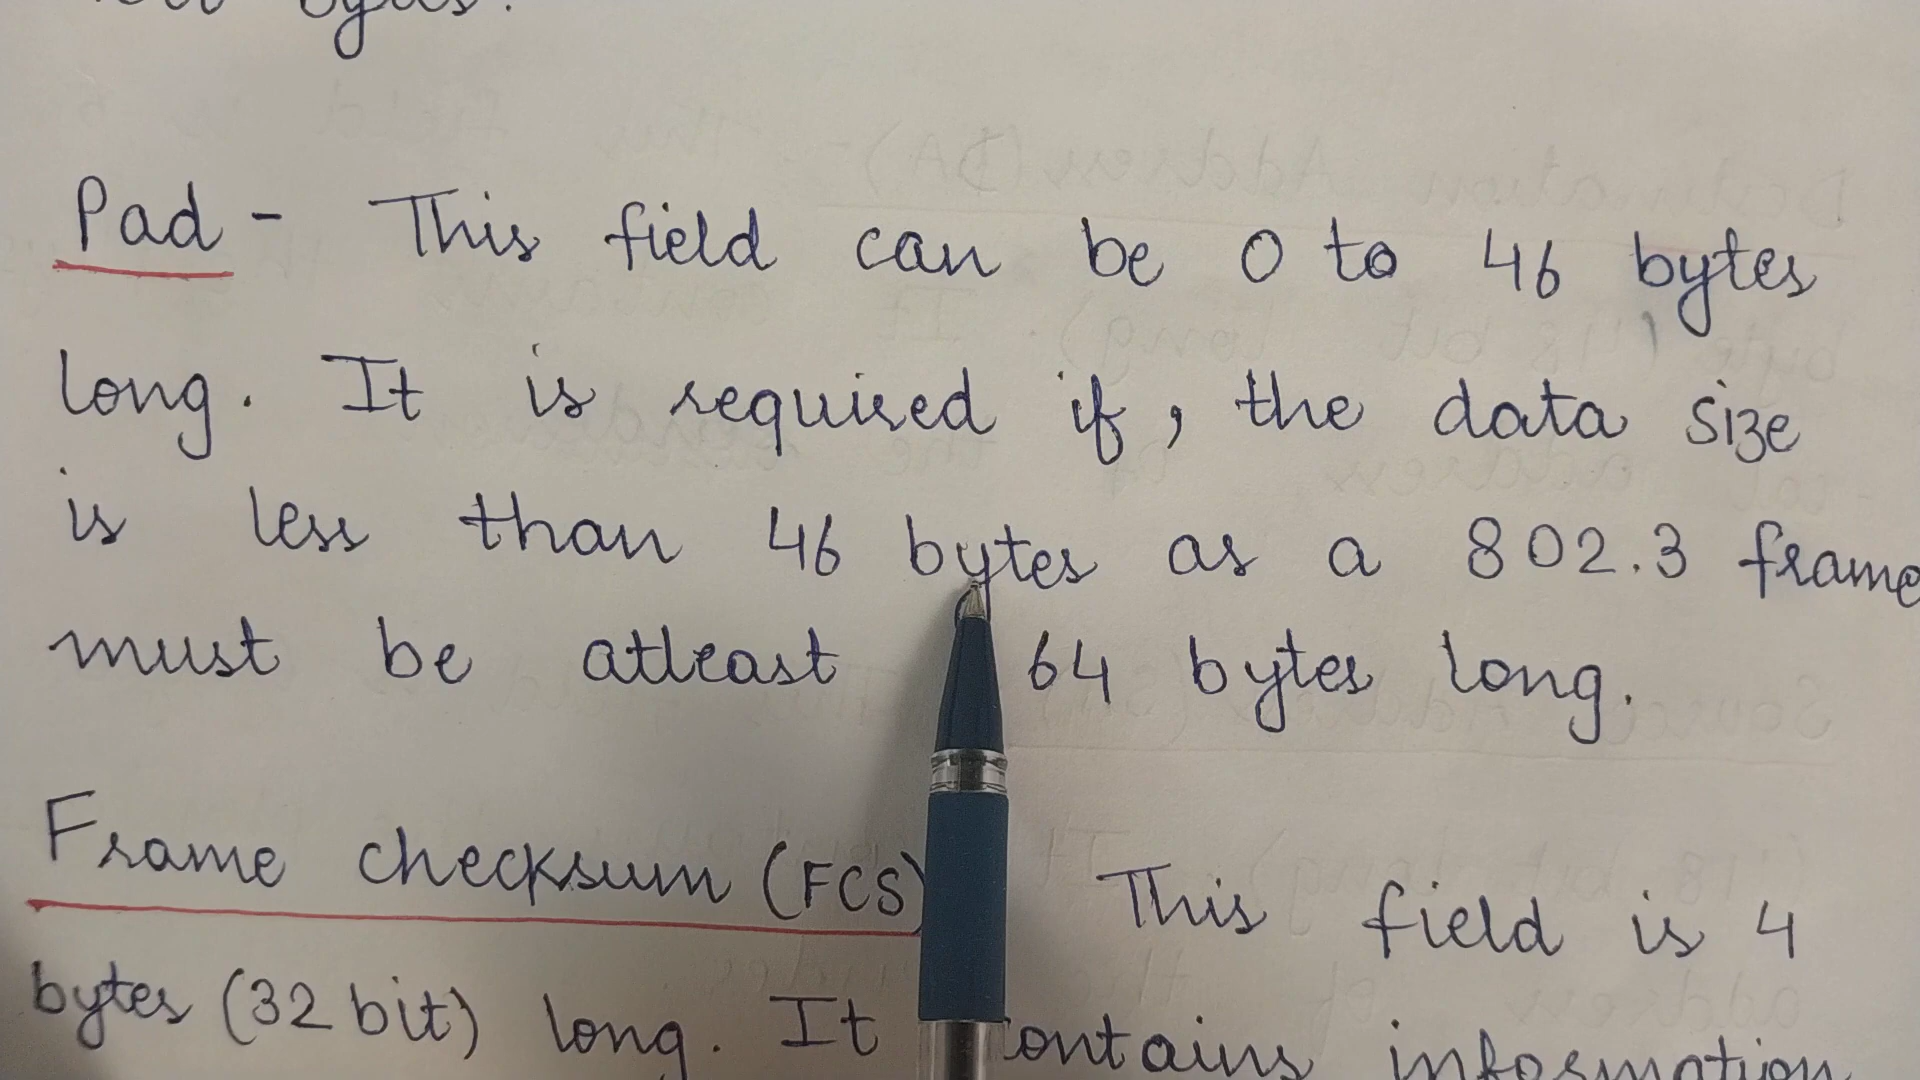 Pad - This field can be 0 to 46 bytes
long. It is required if, the data size
is less than 46 bytes as a 802.3 frame
must be atleast 64 bytes long.
Frame checksum (FCS) This field is 4
bytes (32 bit) long. It contains information